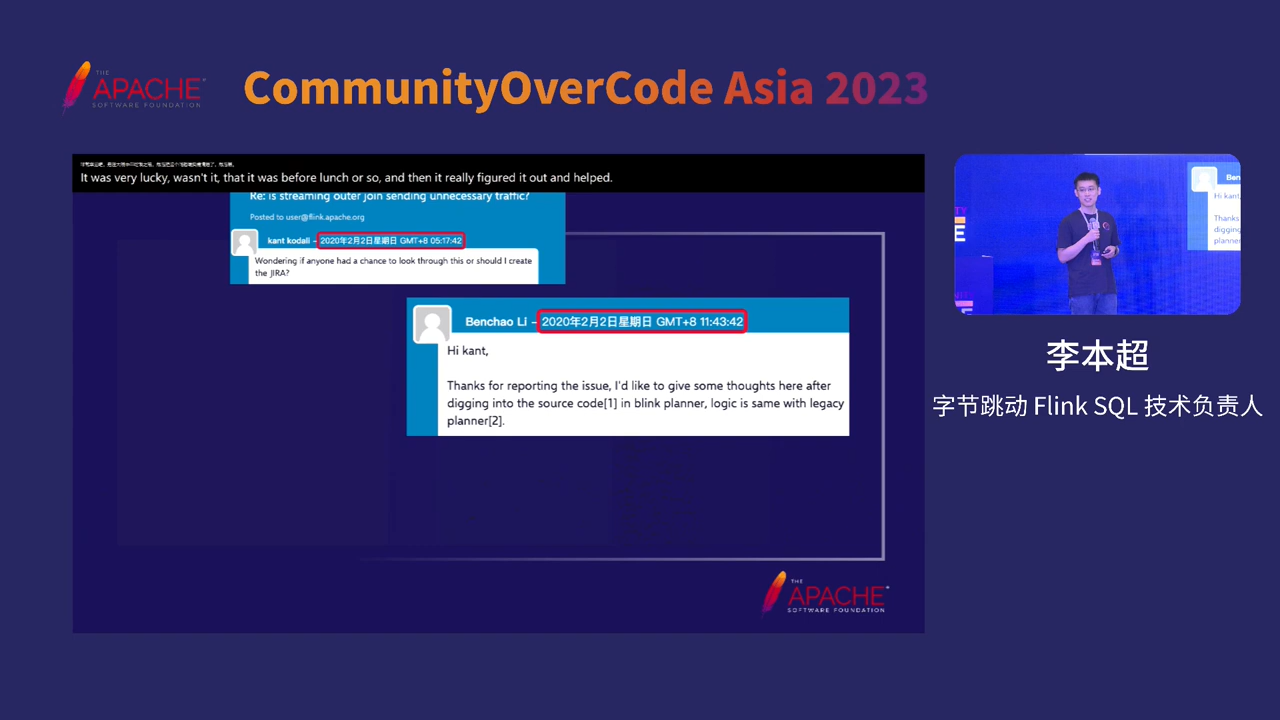 THE
APACHE
SOFTWARE FOUNDATION
CommunityOverCode Asia 2023
It was very lucky, wasn't it, that it was before lunch or so, and then it really figured it out and helped.
Re: is streaming outer join sending unnecessary traffic?
Posted to user@flink.apache.org
kant kodali – 2020年2月2日星期日 GMT+8 05:17:42
Wondering if anyone had a chance to look through this or should I create
the JIRA?
Benchao Li – 2020年2月2日星期日 GMT+8 11:43:42
Hi kant,
Thanks for reporting the issue, I'd like to give some thoughts here after
digging into the source code[1] in blink planner, logic is same with legacy
planner[2].
THE
APACHE
SOFTWARE FOUNDATION
Ben
Hi kant
Thanks
digging
planner
李本超
字节跳动 Flink SQL 技术负责人